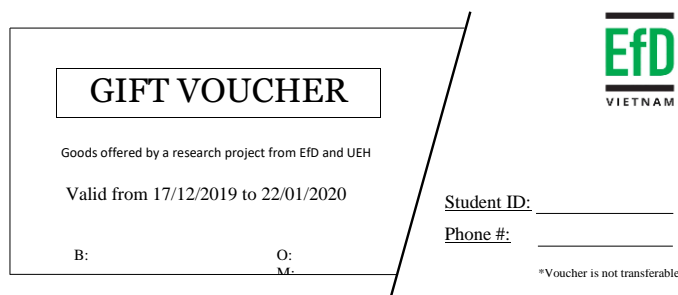 GIFT VOUCHER
Goods offered by a research project from EfD and UEH
Valid from 17/12/2019 to 22/01/2020
B:
O:
M:
EfD
VIETNAM
Student ID:
Phone #:
*Voucher is not transferable